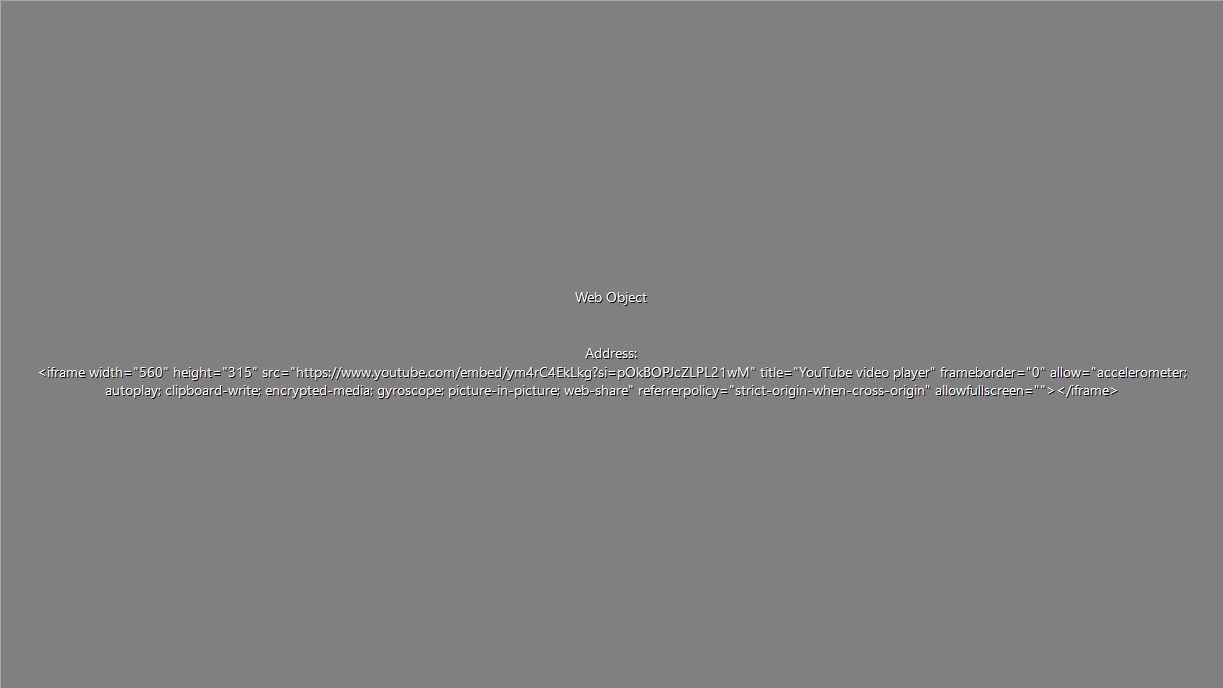 Web Object
Address:
<iframe width="560" height="315" src="https://www.youtube.com/embed/ym4rC4EkLkg?si=pOkBOPJcZLPL21wM" title="YouTube video player" frameborder="0" allow="accelerometer;
autoplay; clipboard-write; encrypted-media; gyroscope; picture-in-picture; web-share" referrerpolicy="strict-origin-when-cross-origin" allowfullscreen=""></iframe>